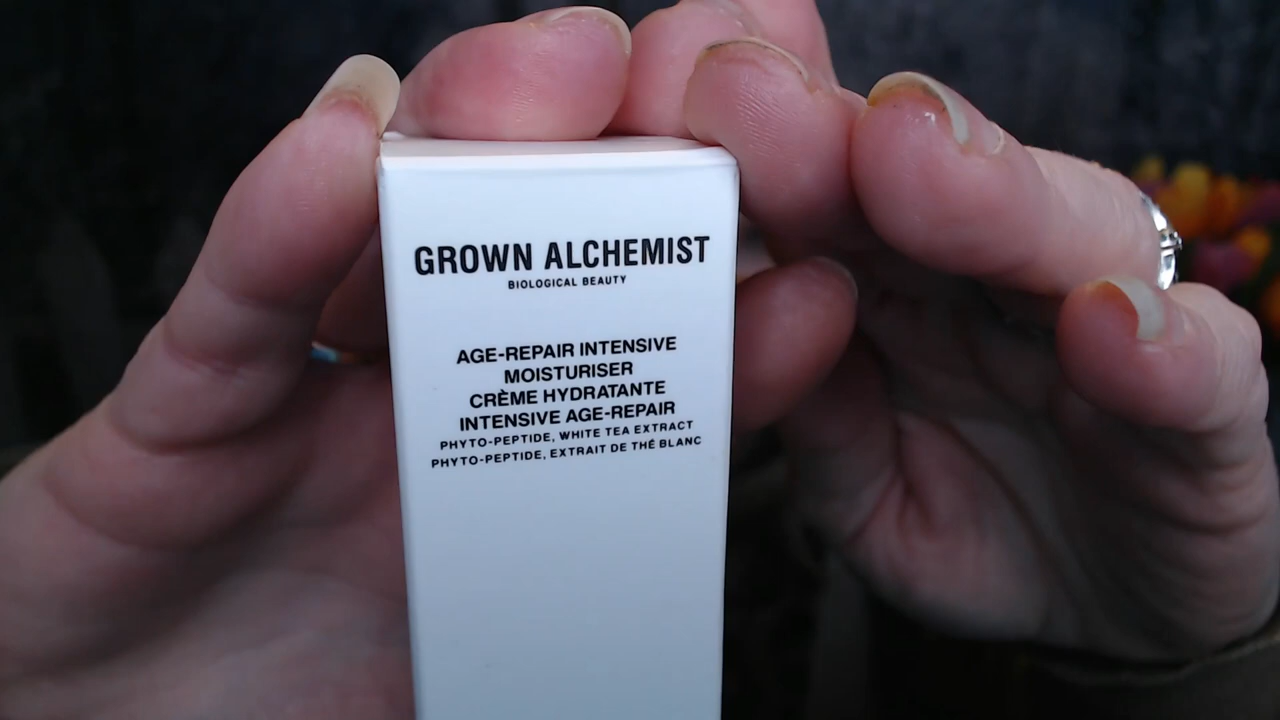 GROWN ALCHEMIST
BIOLOGICAL BEAUTY
AGE-REPAIR INTENSIVE
MOISTURISER
CRÈME HYDRATANTE
INTENSIVE AGE-REPAIR
PHYTO-PEPTIDE, WHITE TEA EXTRACT
PHYTO-PEPTIDE, EXTRAIT DE THÉ BLANC